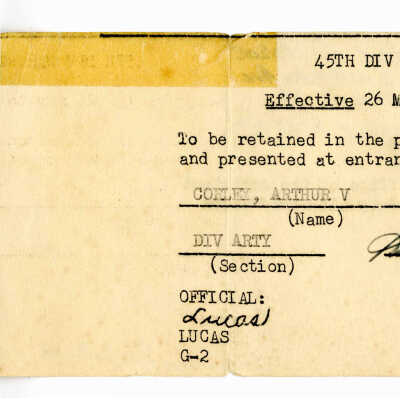 45TH DIV
Effective 26 M
To be retained in the p
and presented at entran
CORLEY, ARTHUR V
(Name)
DIV ARTY
(Section)
OFFICIAL:
Lucas
LUCAS
G-2